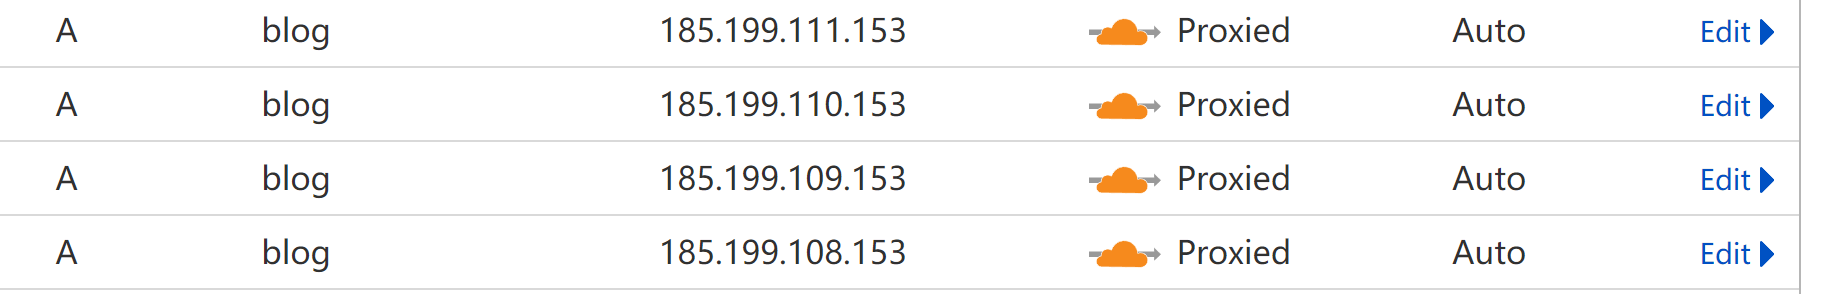 A blog 185.199.111.153 Proxied Auto Edit
A blog 185.199.110.153 Proxied Auto Edit
A blog 185.199.109.153 Proxied Auto Edit
A blog 185.199.108.153 Proxied Auto Edit